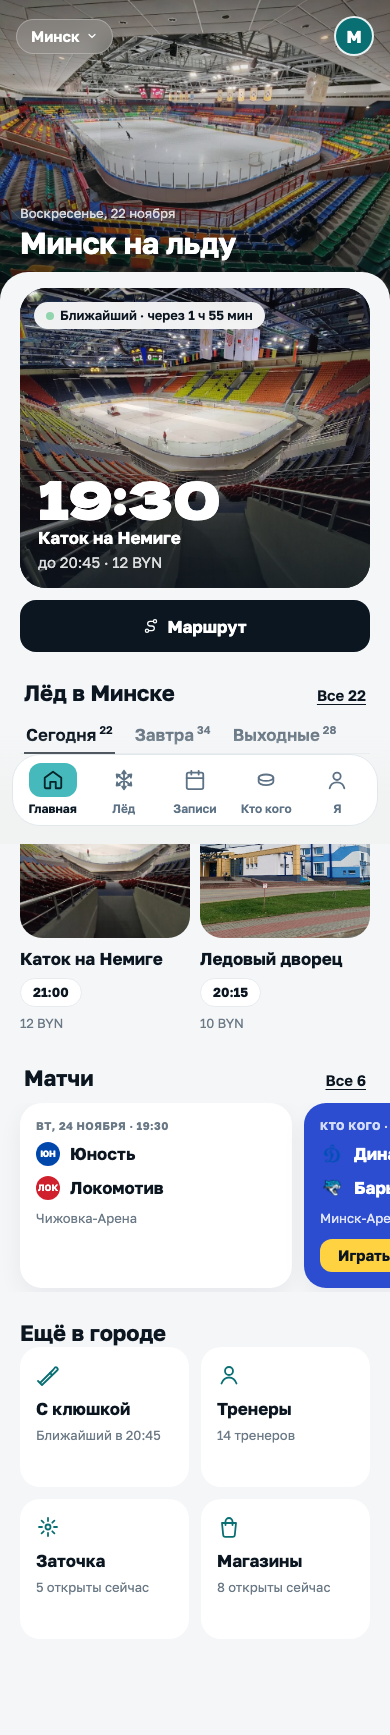 Минск
М
Воскресенье, 22 ноября
Минск на льду
Ближайший · через 1 ч 55 мин
19:30
Каток на Немиге
до 20:45 · 12 BYN
Маршрут
Лёд в Минске
Все 22
Сегодня 22
Завтра 34
Выходные 28
Главная
Лёд
Записи
Кто кого
Я
Каток на Немиге
Ледовый дворец
21:00
20:15
12 BYN
10 BYN
Матчи
Все 6
ВТ, 24 НОЯБРЯ · 19:30
ЮН
Юность
ЛОК
Локомотив
Чижовка-Арена
КТО КОГО ·
Дина
Бары
Минск-Аре
Играть
Ещё в городе
С клюшкой
Ближайший в 20:45
Тренеры
14 тренеров
Заточка
5 открыты сейчас
Магазины
8 открыты сейчас